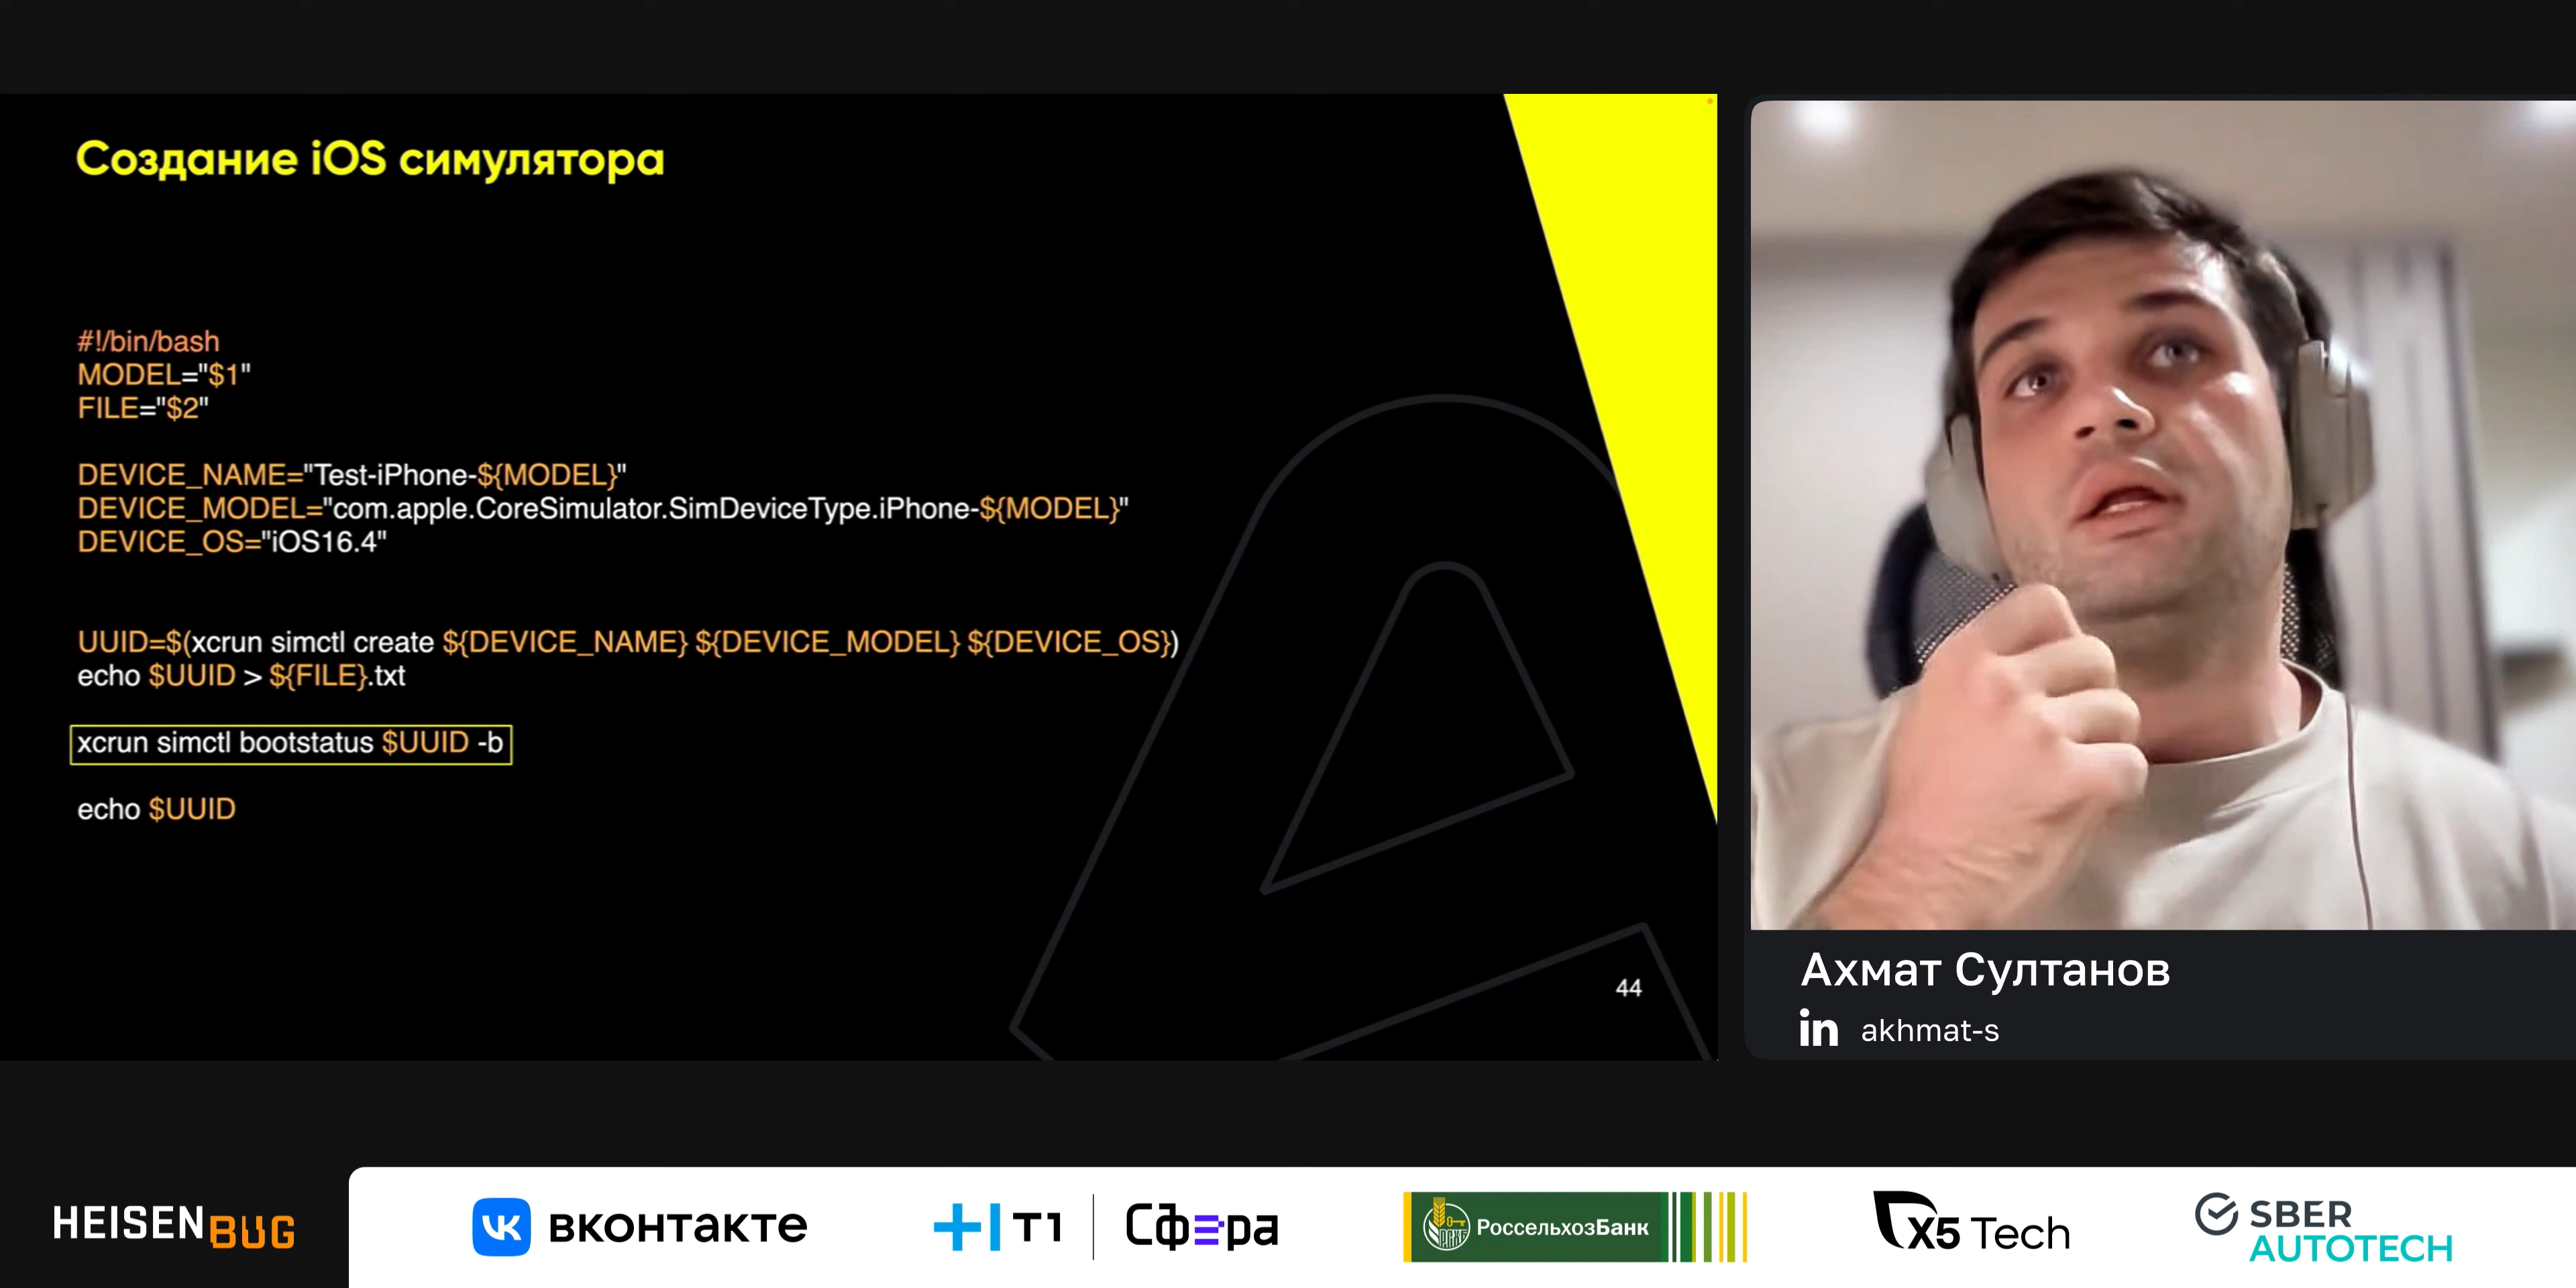 Создание iOS симулятора
#!/bin/bash
MODEL="$1"
FILE="$2"
DEVICE_NAME="Test-iPhone-${MODEL}"
DEVICE_MODEL="com.apple.CoreSimulator.SimDeviceType.iPhone-${MODEL}"
DEVICE_OS="iOS16.4"
UUID=$(xcrun simctl create ${DEVICE_NAME} ${DEVICE_MODEL} ${DEVICE_OS})
echo $UUID > ${FILE}.txt
xcrun simctl bootstatus $UUID -b
echo $UUID
44
Ахмат Султанов
in akhmat-s
HEISENBUG
VK ВКОНТАКТЕ
Т1
Сфера
РоссельхозБанк
X5 Tech
SBER
AUTOTECH